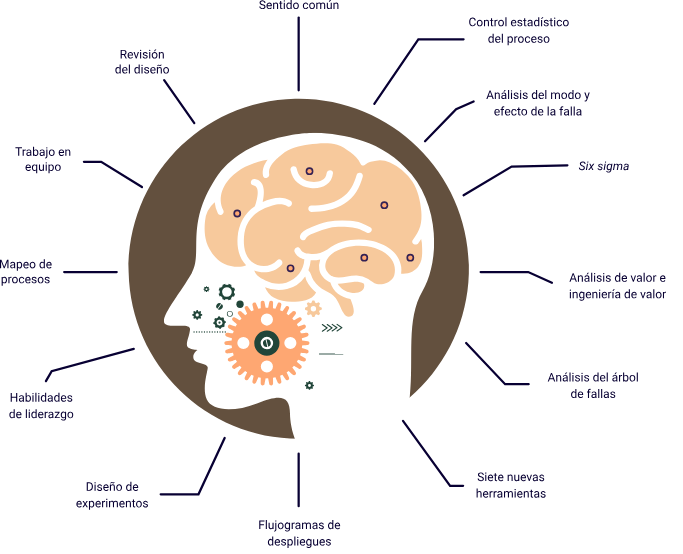 Sentido común
Control estadístico
del proceso
Revisión
del diseño
Análisis del modo y
efecto de la falla
Trabajo en
equipo
Six sigma
Mapeo de
procesos
Análisis de valor e
ingeniería de valor
Análisis del árbol
de fallas
Habilidades
de liderazgo
Siete nuevas
herramientas
Diseño de
experimentos
Flujogramas de
despliegues